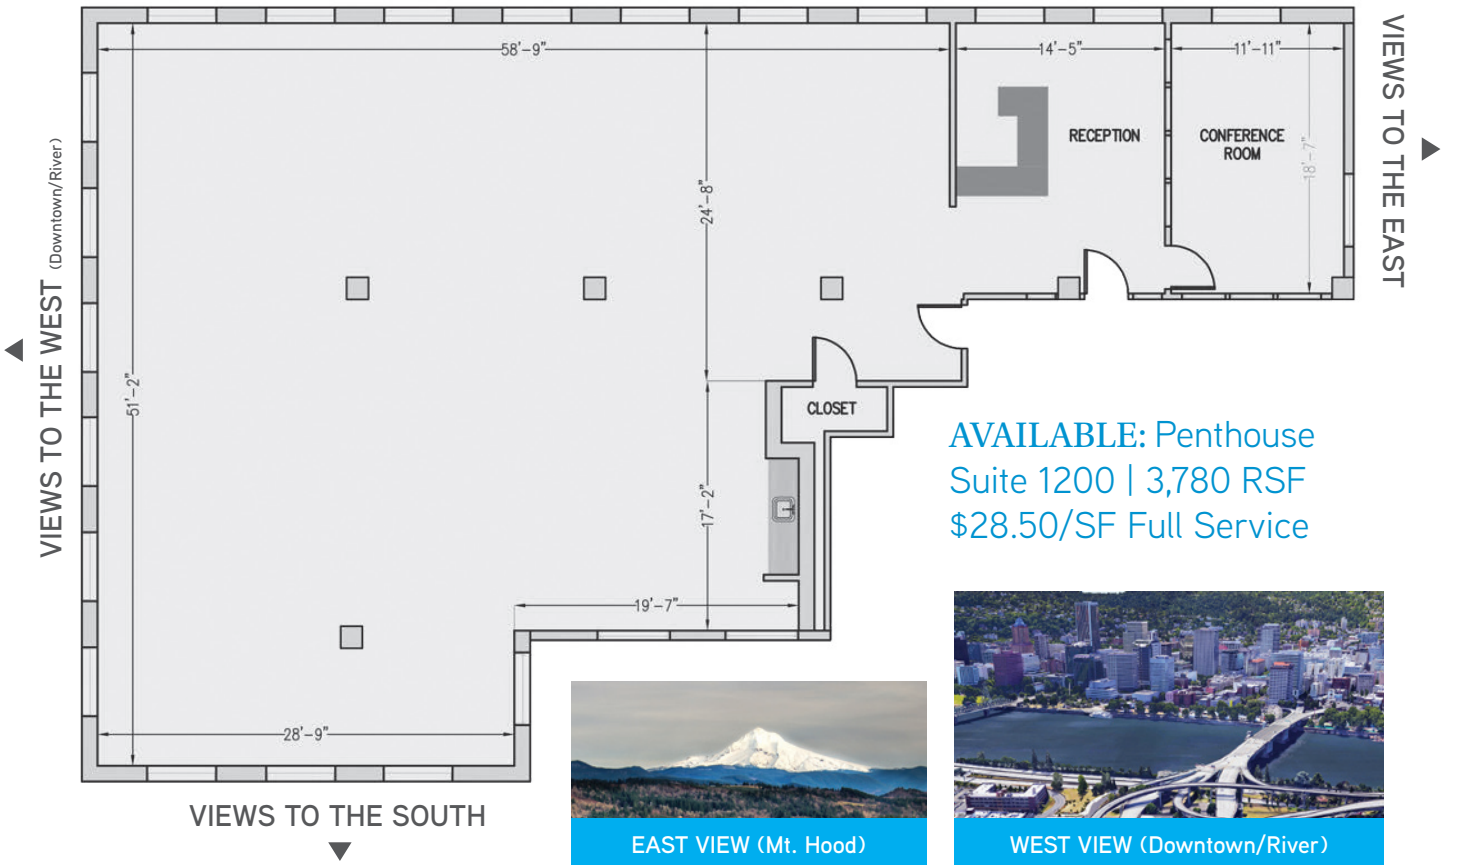 58'-9"
14'-5"
11'-11"
VIEWS TO THE EAST
RECEPTION
CONFERENCE
ROOM
18'-7"
24'-8"
VIEWS TO THE WEST (Downtown/River)
51'-2"
CLOSET
AVAILABLE: Penthouse
Suite 1200 | 3,780 RSF
$28.50/SF Full Service
17'-2"
19'-7"
28'-9"
VIEWS TO THE SOUTH
EAST VIEW (Mt. Hood)
WEST VIEW (Downtown/River)